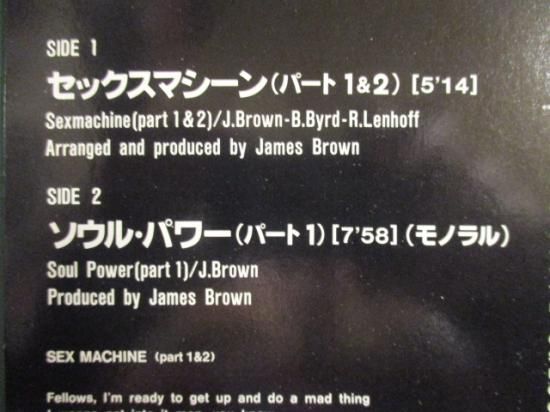 SIDE 1
セックスマシーン(パート1&2)[5'14]
Sexmachine(part 1&2)/J.Brown-B.Byrd-R.Lenhoff
Arranged and produced by James Brown
SIDE 2
ソウル・パワー(パート1)[7'58](モノラル)
Soul Power(part 1)/J.Brown
Produced by James Brown
SEX MACHINE (part 1&2)
Fellows, I'm ready to get up and do a mad thing